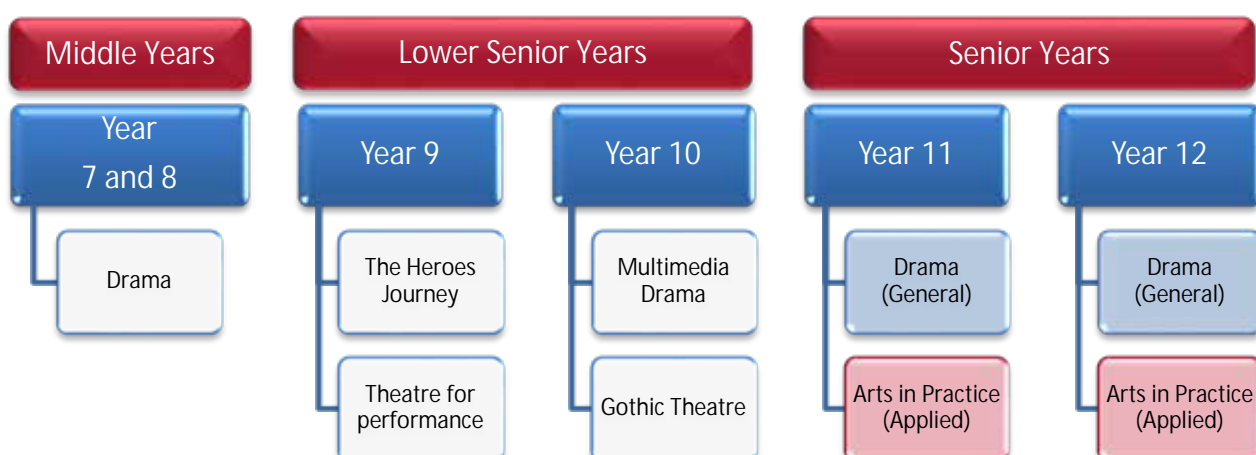 Middle Years
Lower Senior Years
Senior Years
Year
7 and 8
Year 9
Year 10
Year 11
Year 12
Drama
The Heroes
Journey
Multimedia
Drama
Drama
(General)
Drama
(General)
Theatre for
performance
Gothic Theatre
Arts in Practice
(Applied)
Arts in Practice
(Applied)